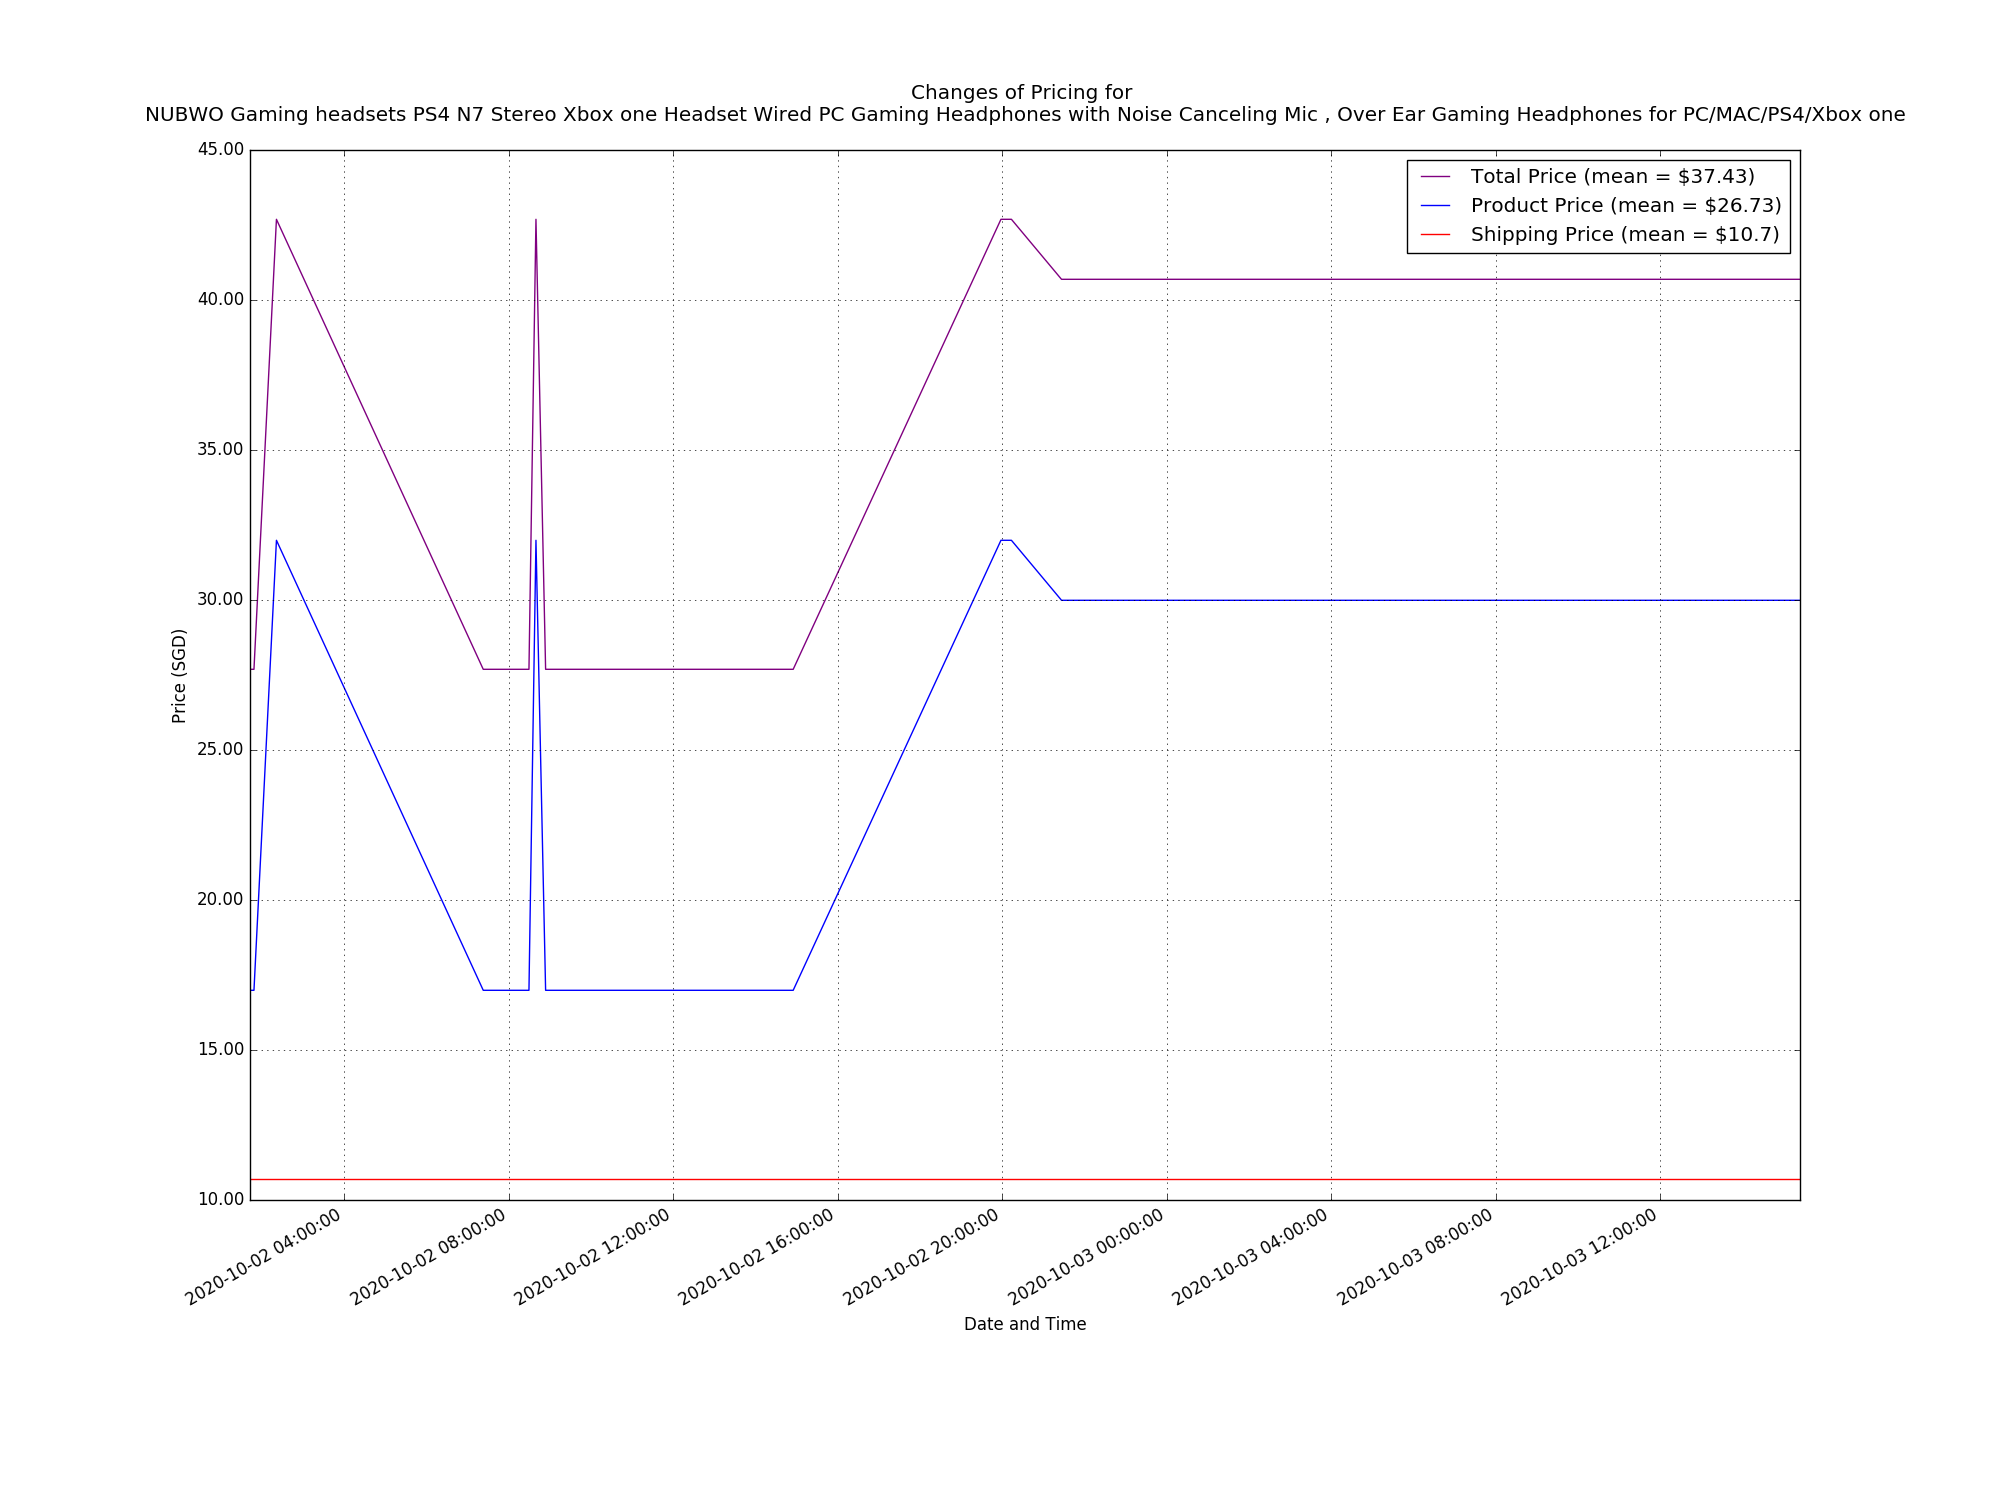 Changes of Pricing for
NUBWO Gaming headsets PS4 N7 Stereo Xbox one Headset Wired PC Gaming Headphones with Noise Canceling Mic , Over Ear Gaming Headphones for PC/MAC/PS4/Xbox one
Total Price (mean = $37.43)
Product Price (mean = $26.73)
Shipping Price (mean = $10.7)
45.00
40.00
35.00
30.00
25.00
20.00
15.00
10.00
Price (SGD)
2020-10-02 04:00:00
2020-10-02 08:00:00
2020-10-02 12:00:00
2020-10-02 16:00:00
2020-10-02 20:00:00
2020-10-03 00:00:00
2020-10-03 04:00:00
2020-10-03 08:00:00
2020-10-03 12:00:00
Date and Time